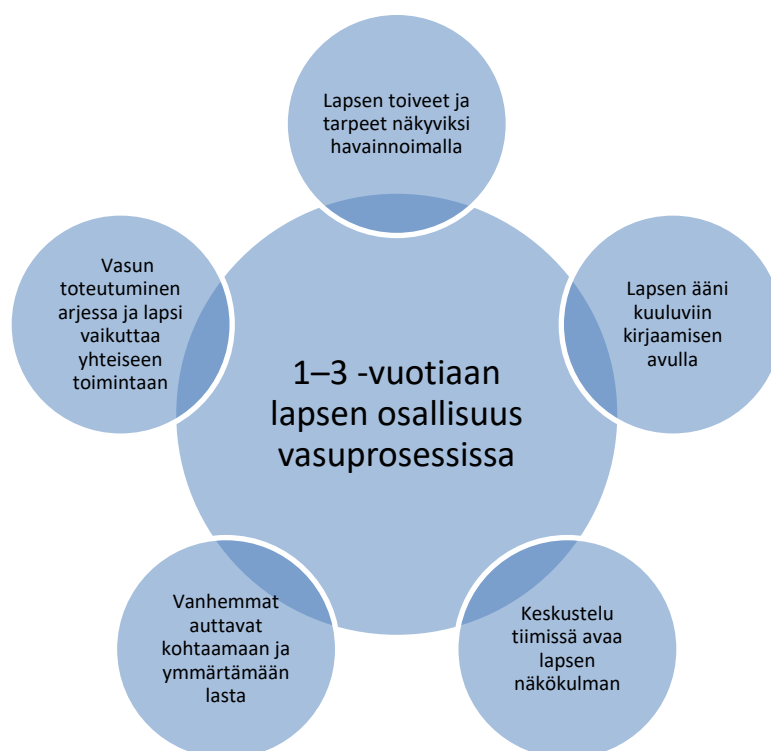 Lapsen toiveet ja
tarpeet näkyviksi
havainnoimalla
Vasun
toteutuminen
arjessa ja lapsi
vaikuttaa
yhteiseen
toimintaan
Lapsen ääni
kuuluviin
kirjaamisen
avulla
1–3 -vuotiaan
lapsen osallisuus
vasuprosessissa
Vanhemmat
auttavat
kohtaamaan ja
ymmärtämään
lasta
Keskustelu
tiimissä avaa
lapsen
näkökulman